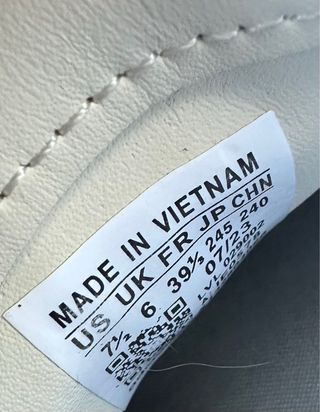 MADE IN VIETNAM
US UK FR JP CHN
7½ 6 39⅓ 245 240
07/23